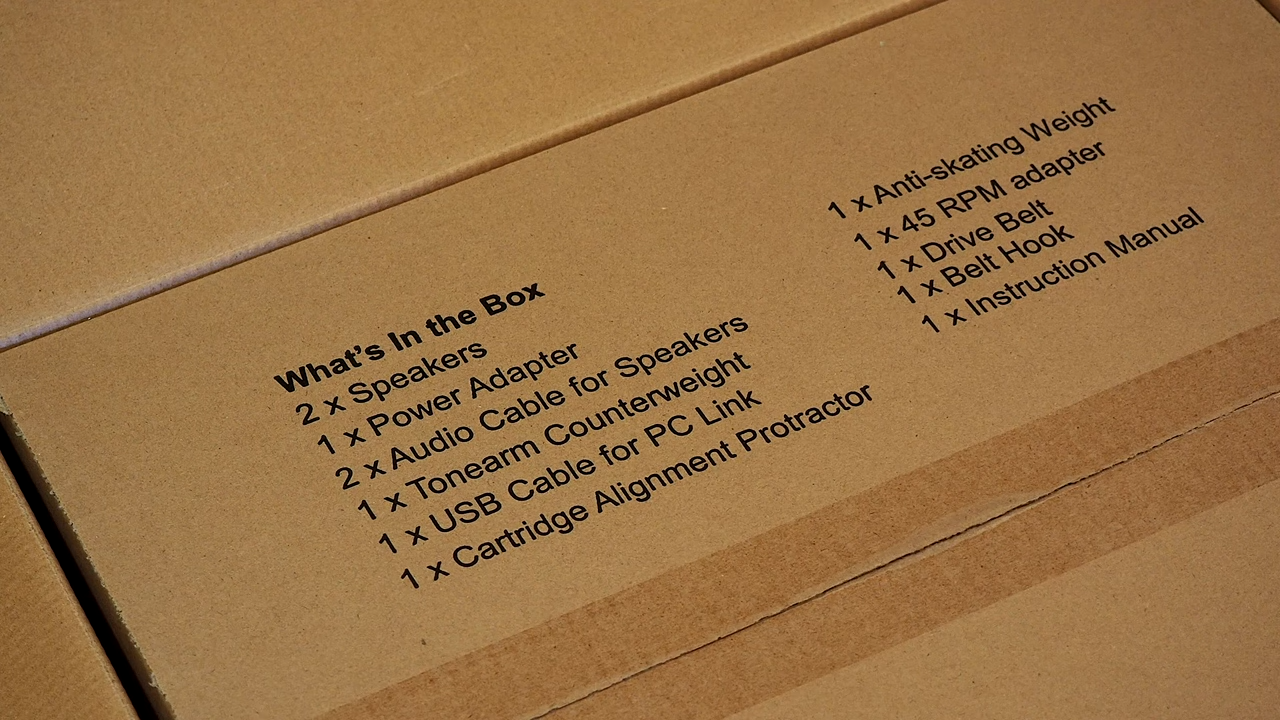 What's In the Box
2 x Speakers
1 x Power Adapter
2 x Audio Cable for Speakers
1 x Tonearm Counterweight
1 x USB Cable for PC Link
1 x Cartridge Alignment Protractor
1 x Anti-skating Weight
1 x 45 RPM adapter
1 x Drive Belt
1 x Belt Hook
1 x Instruction Manual